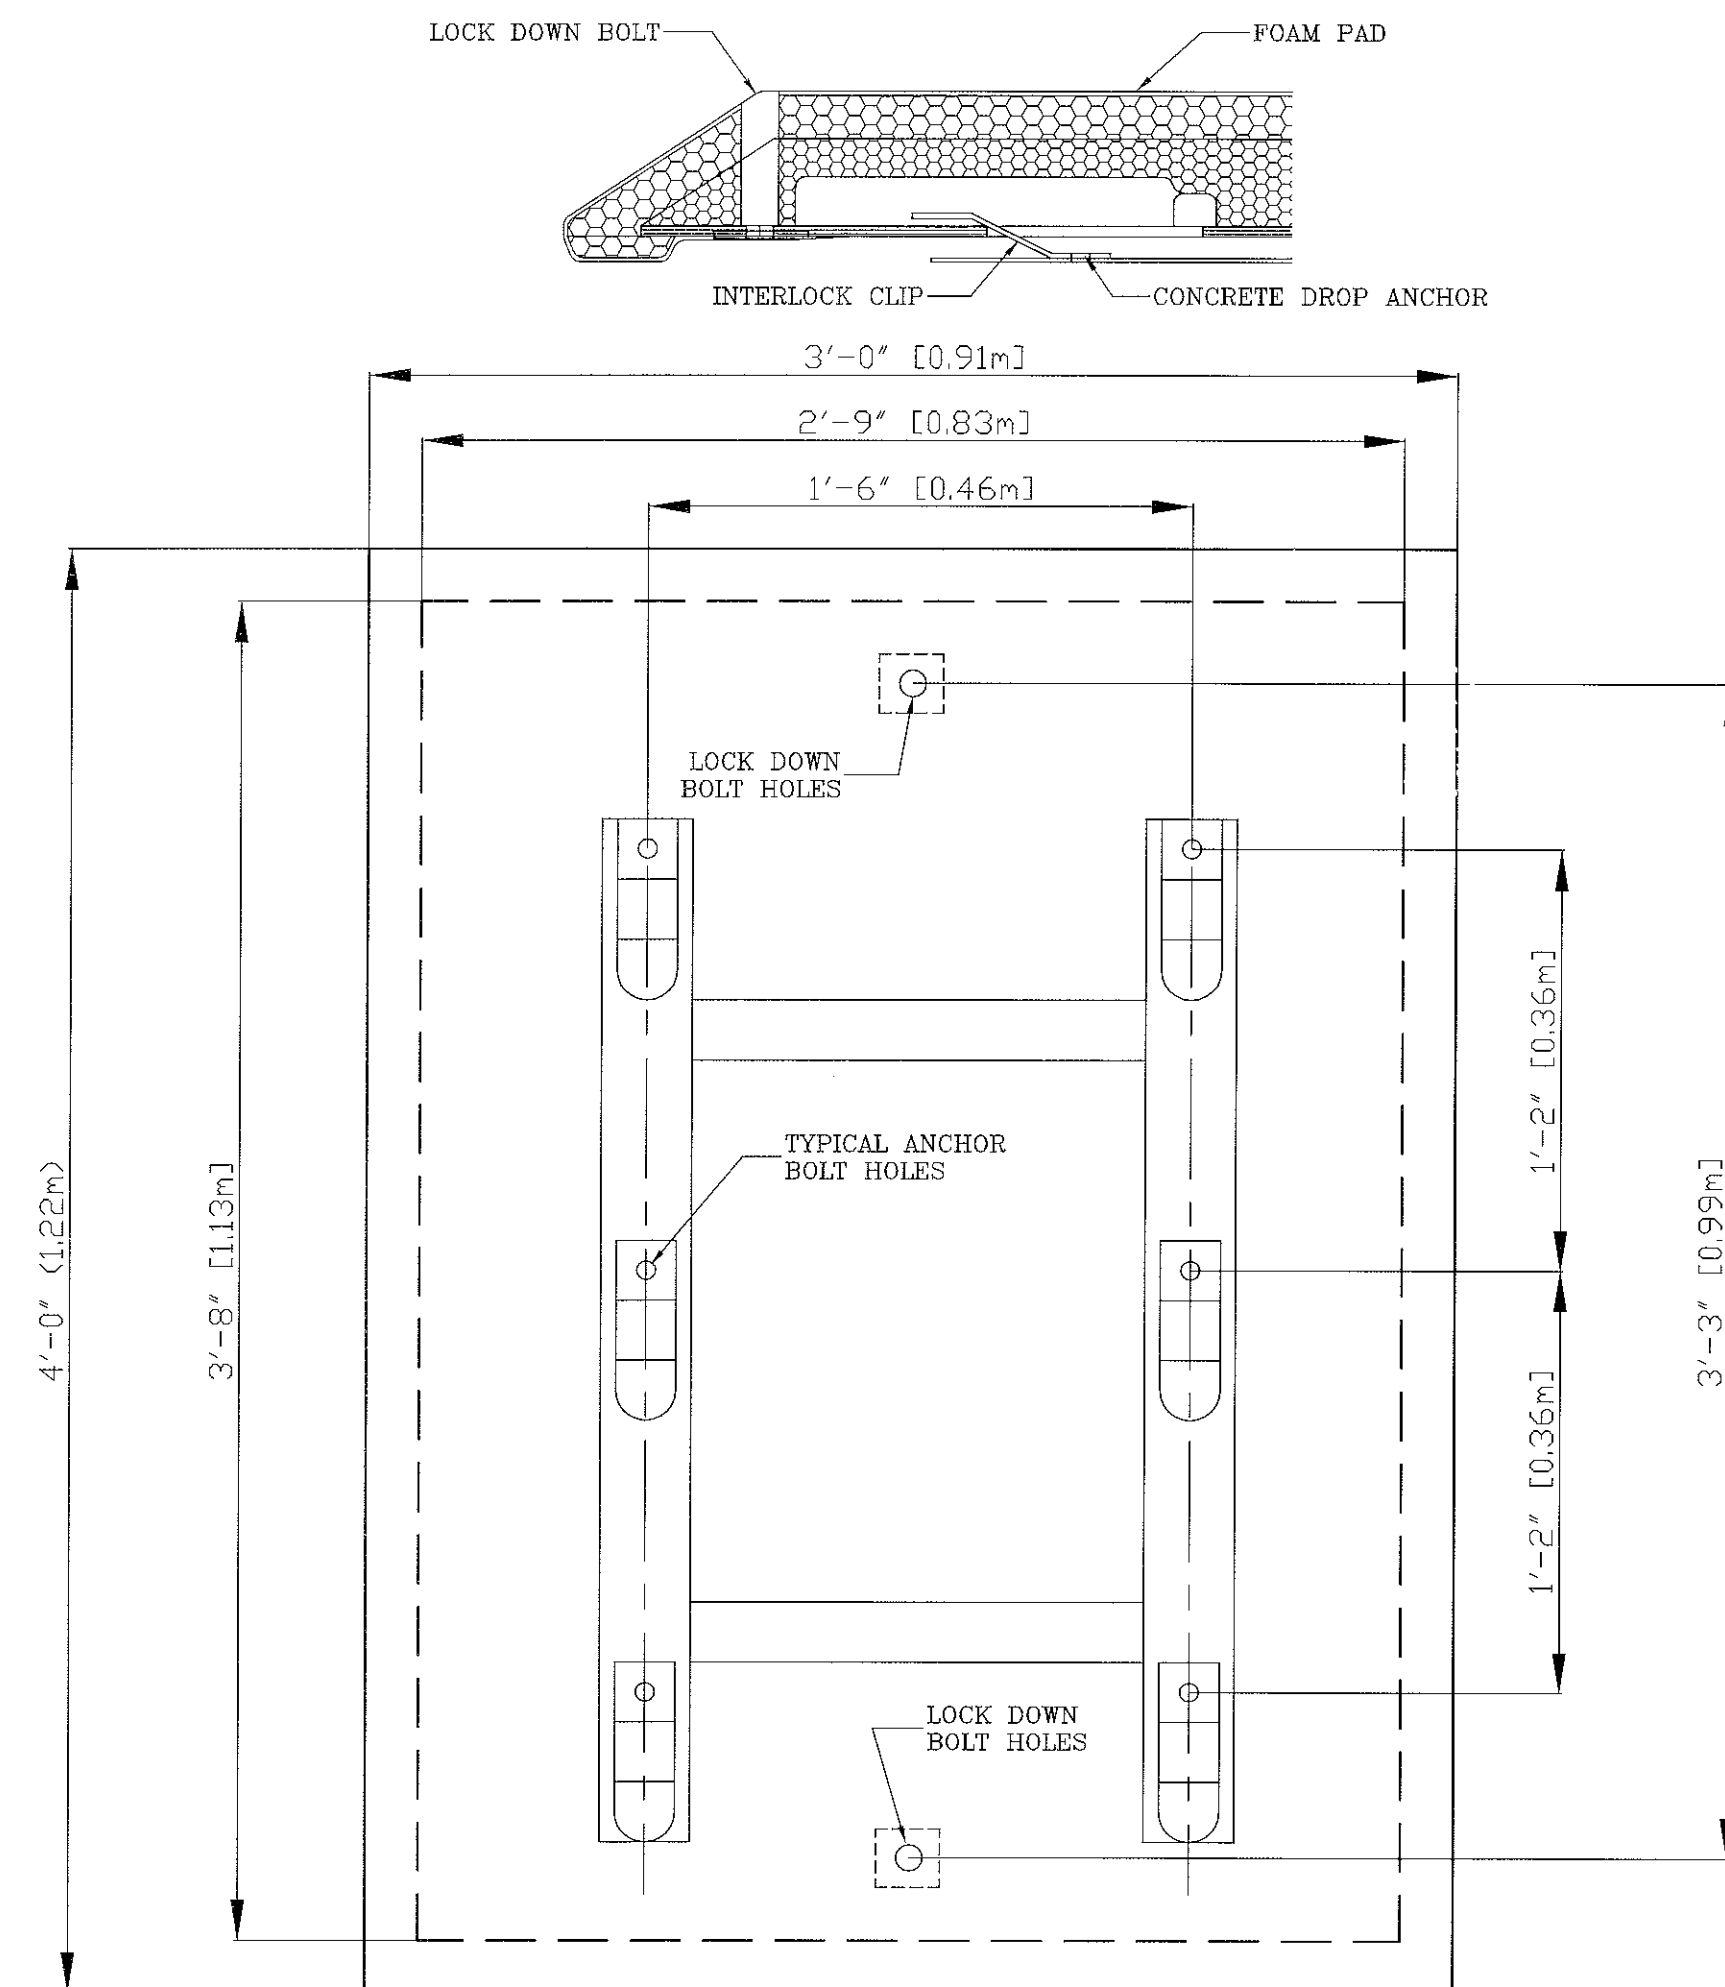 LOCK DOWN BOLT
FOAM PAD
INTERLOCK CLIP
CONCRETE DROP ANCHOR
3'-0" [0.91m]
2'-9" [0.83m]
1'-6" [0.46m]
LOCK DOWN
BOLT HOLES
1'-2" [0.36m]
TYPICAL ANCHOR
BOLT HOLES
4'-0" (1.22m)
3'-8" [1.13m]
3'-3" [0.99m]
1'-2" [0.36m]
LOCK DOWN
BOLT HOLES